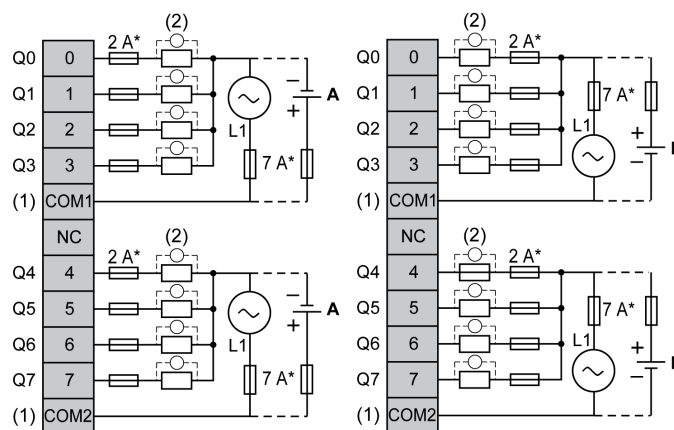 (2)
Q0 0 2 A*
Q1 1
Q2 2
Q3 3
(1) COM1
L1
7 A*
−
+
A
NC
(2)
Q4 4 2 A*
Q5 5
Q6 6
Q7 7
(1) COM2
L1
7 A*
−
+
A
(2)
Q0 0 2 A*
Q1 1
Q2 2
Q3 3
(1) COM1
7 A*
L1
+
−
NC
(2)
Q4 4 2 A*
Q5 5
Q6 6
Q7 7
(1) COM2
7 A*
L1
+
−